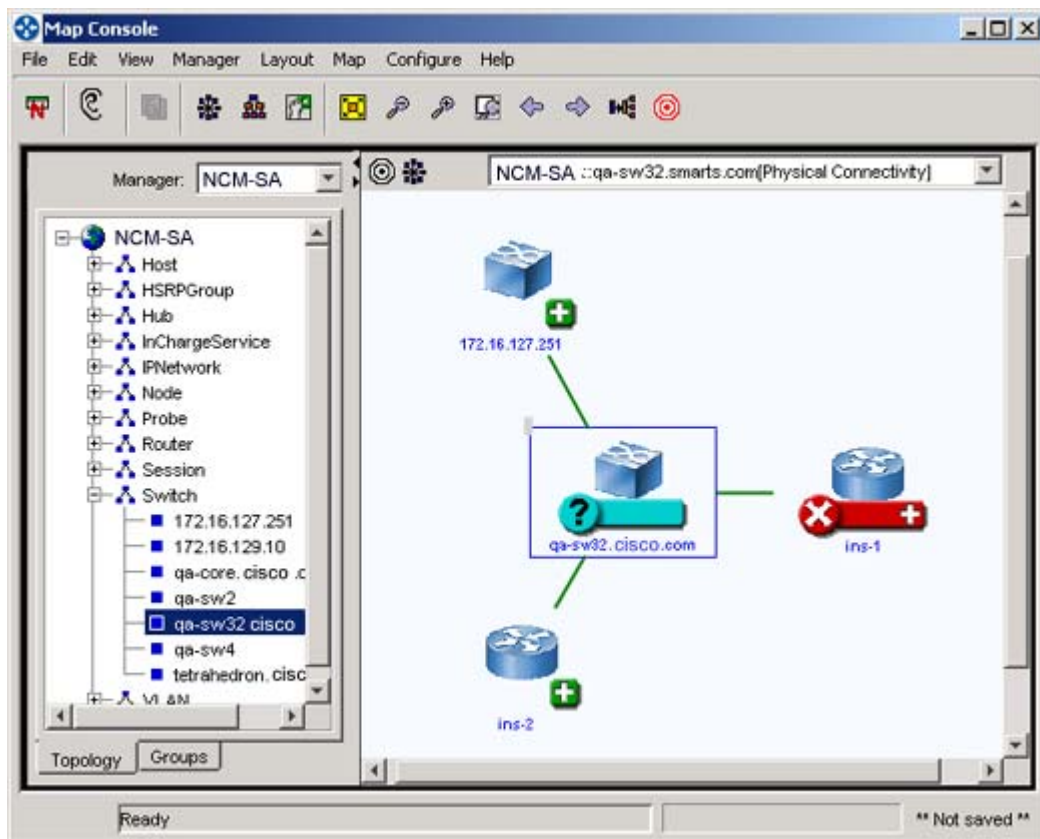 Map Console
File Edit View Manager Layout Map Configure Help
Manager: NCM-SA
NCM-SA .::qa-sw32.smarts.com[Physical Connectivity]
NCM-SA
Host
HSRPGroup
Hub
InChargeService
IPNetwork
Node
Probe
Router
Session
Switch
172.16.127.251
172.16.129.10
qa-core.cisco .c
qa-sw2
qa-sw32 cisco
qa-sw4
tetrahedron.cisc
VLAN
Topology Groups
172.16.127.251
qa-sw32.cisco.com
ins-1
ins-2
Ready
** Not saved **